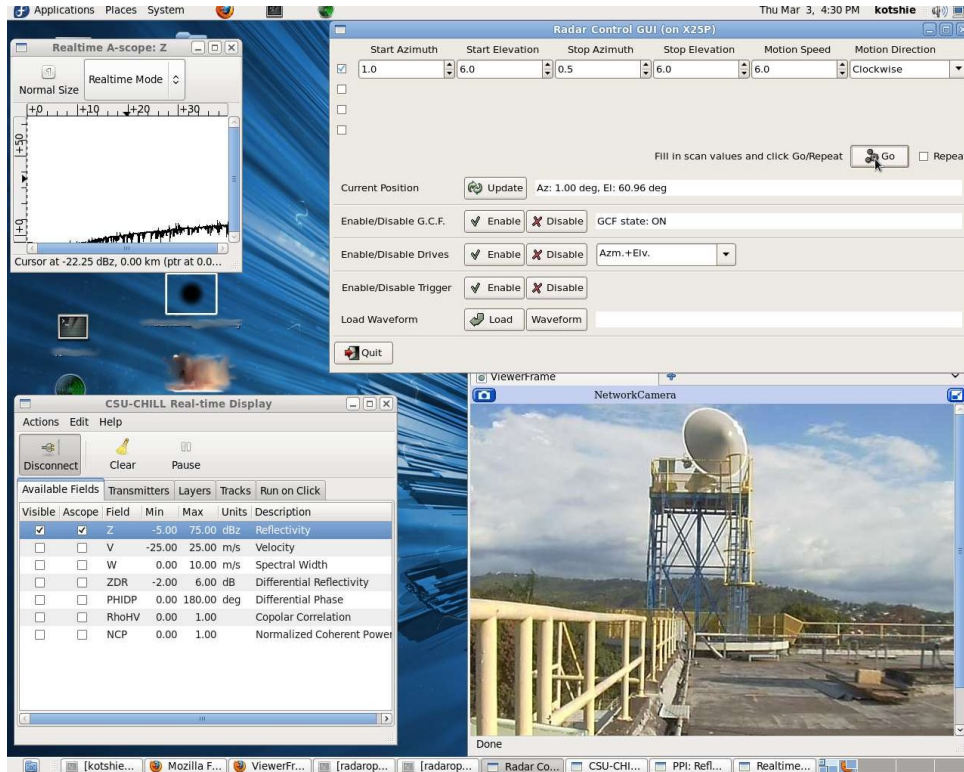 Applications Places System Thu Mar 3, 4:30 PM kotshie
Realtime A-scope: Z
Normal Size Realtime Mode
+0 +10 +20 +30
+50
+0
Cursor at -22.25 dBz, 0.00 km (ptr at 0.0...
Radar Control GUI (on X25P)
Start Azimuth Start Elevation Stop Azimuth Stop Elevation Motion Speed Motion Direction
1.0 6.0 0.5 6.0 6.0 Clockwise
Fill in scan values and click Go/Repeat Go Repea
Current Position Update Az: 1.00 deg, El: 60.96 deg
Enable/Disable G.C.F. Enable Disable GCF state: ON
Enable/Disable Drives Enable Disable Azm.+Elv.
Enable/Disable Trigger Enable Disable
Load Waveform Load Waveform
Quit
CSU-CHILL Real-time Display
Actions Edit Help
Disconnect Clear Pause
Available Fields Transmitters Layers Tracks Run on Click
Visible Ascope Field Min Max Units Description
Z -5.00 75.00 dBz Reflectivity
V -25.00 25.00 m/s Velocity
W 0.00 10.00 m/s Spectral Width
ZDR -2.00 6.00 dB Differential Reflectivity
PHIDP 0.00 180.00 deg Differential Phase
RhoHV 0.00 1.00 Copolar Correlation
NCP 0.00 1.00 Normalized Coherent Power
ViewerFrame
NetworkCamera
Done
[kotshie... Mozilla F... ViewerFr... [radarop... [radarop... Radar Co... CSU-CHI... PPI: Refl... Realtime...